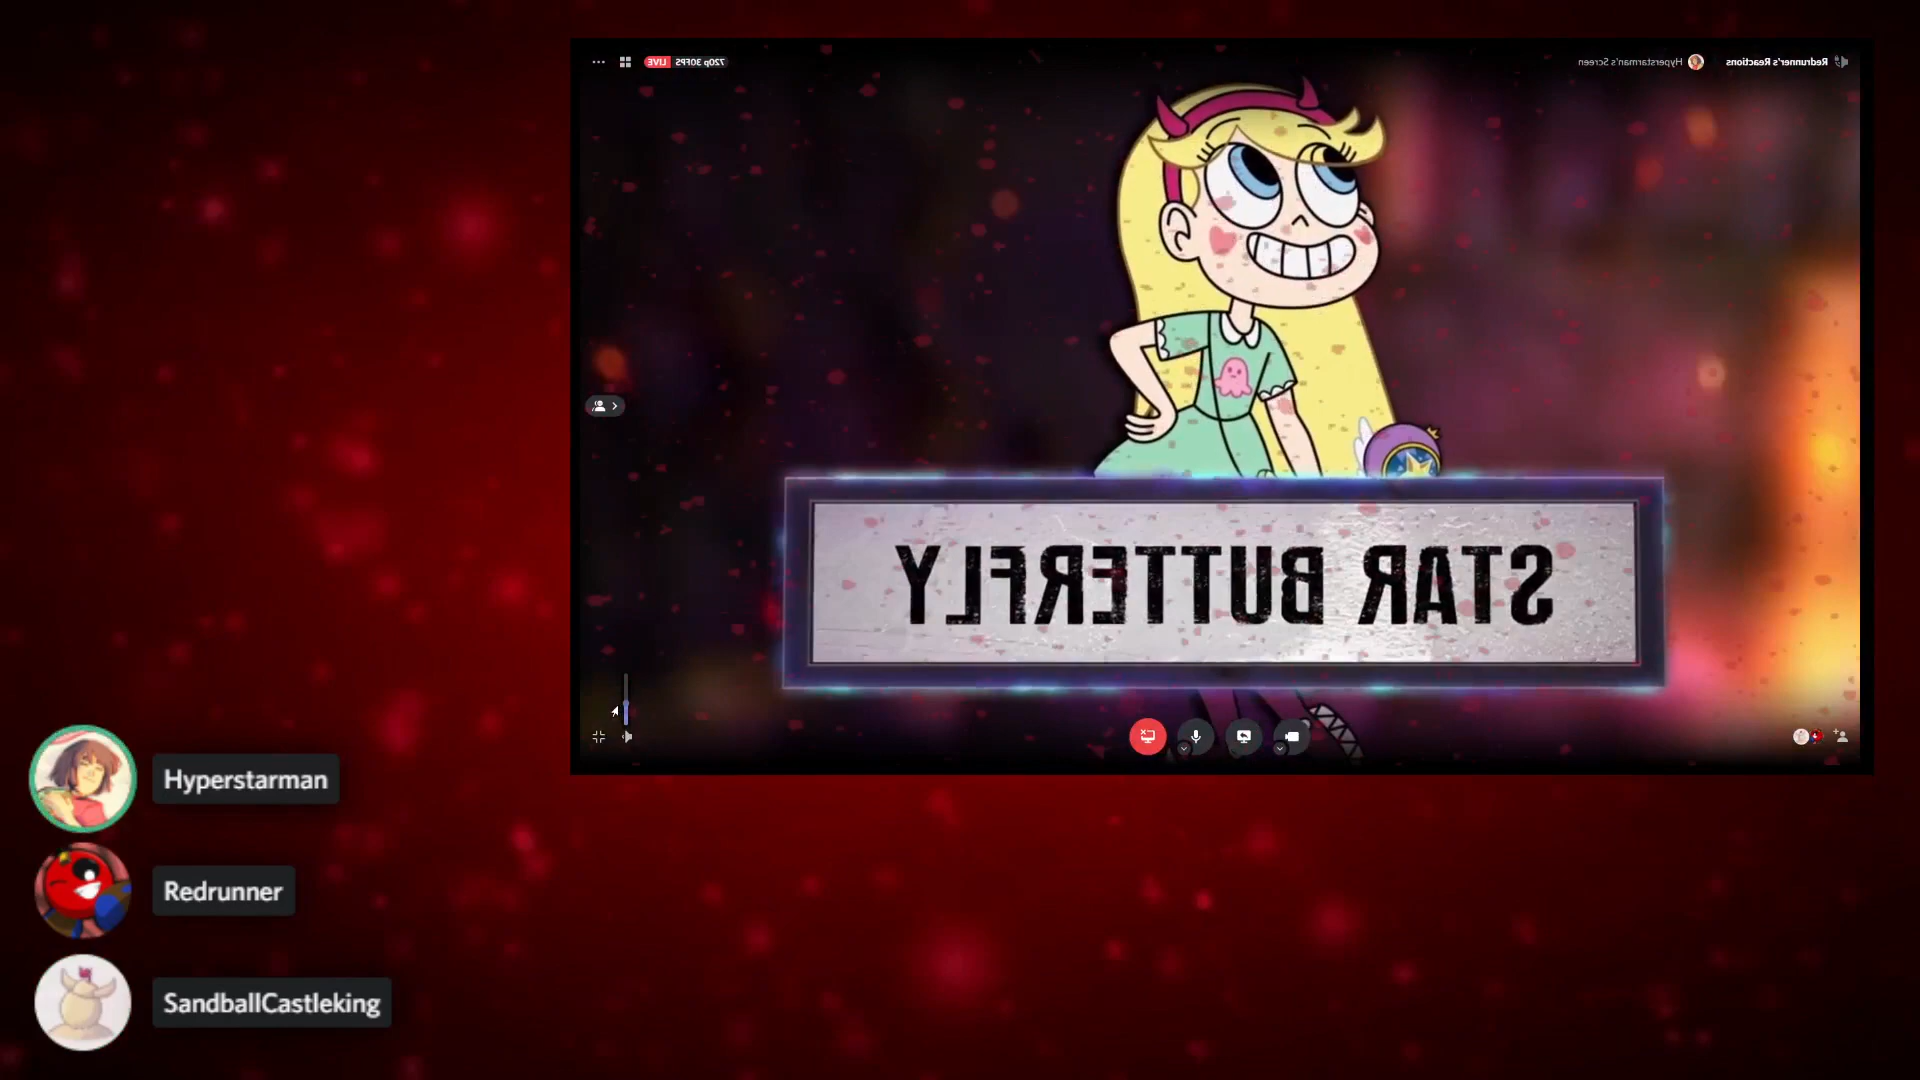 Redrunner's Reactions Hyperstarman's Screen 720p 30FPS LIVE
STAR BUTTERFLY
Hyperstarman
Redrunner
SandballCastleking